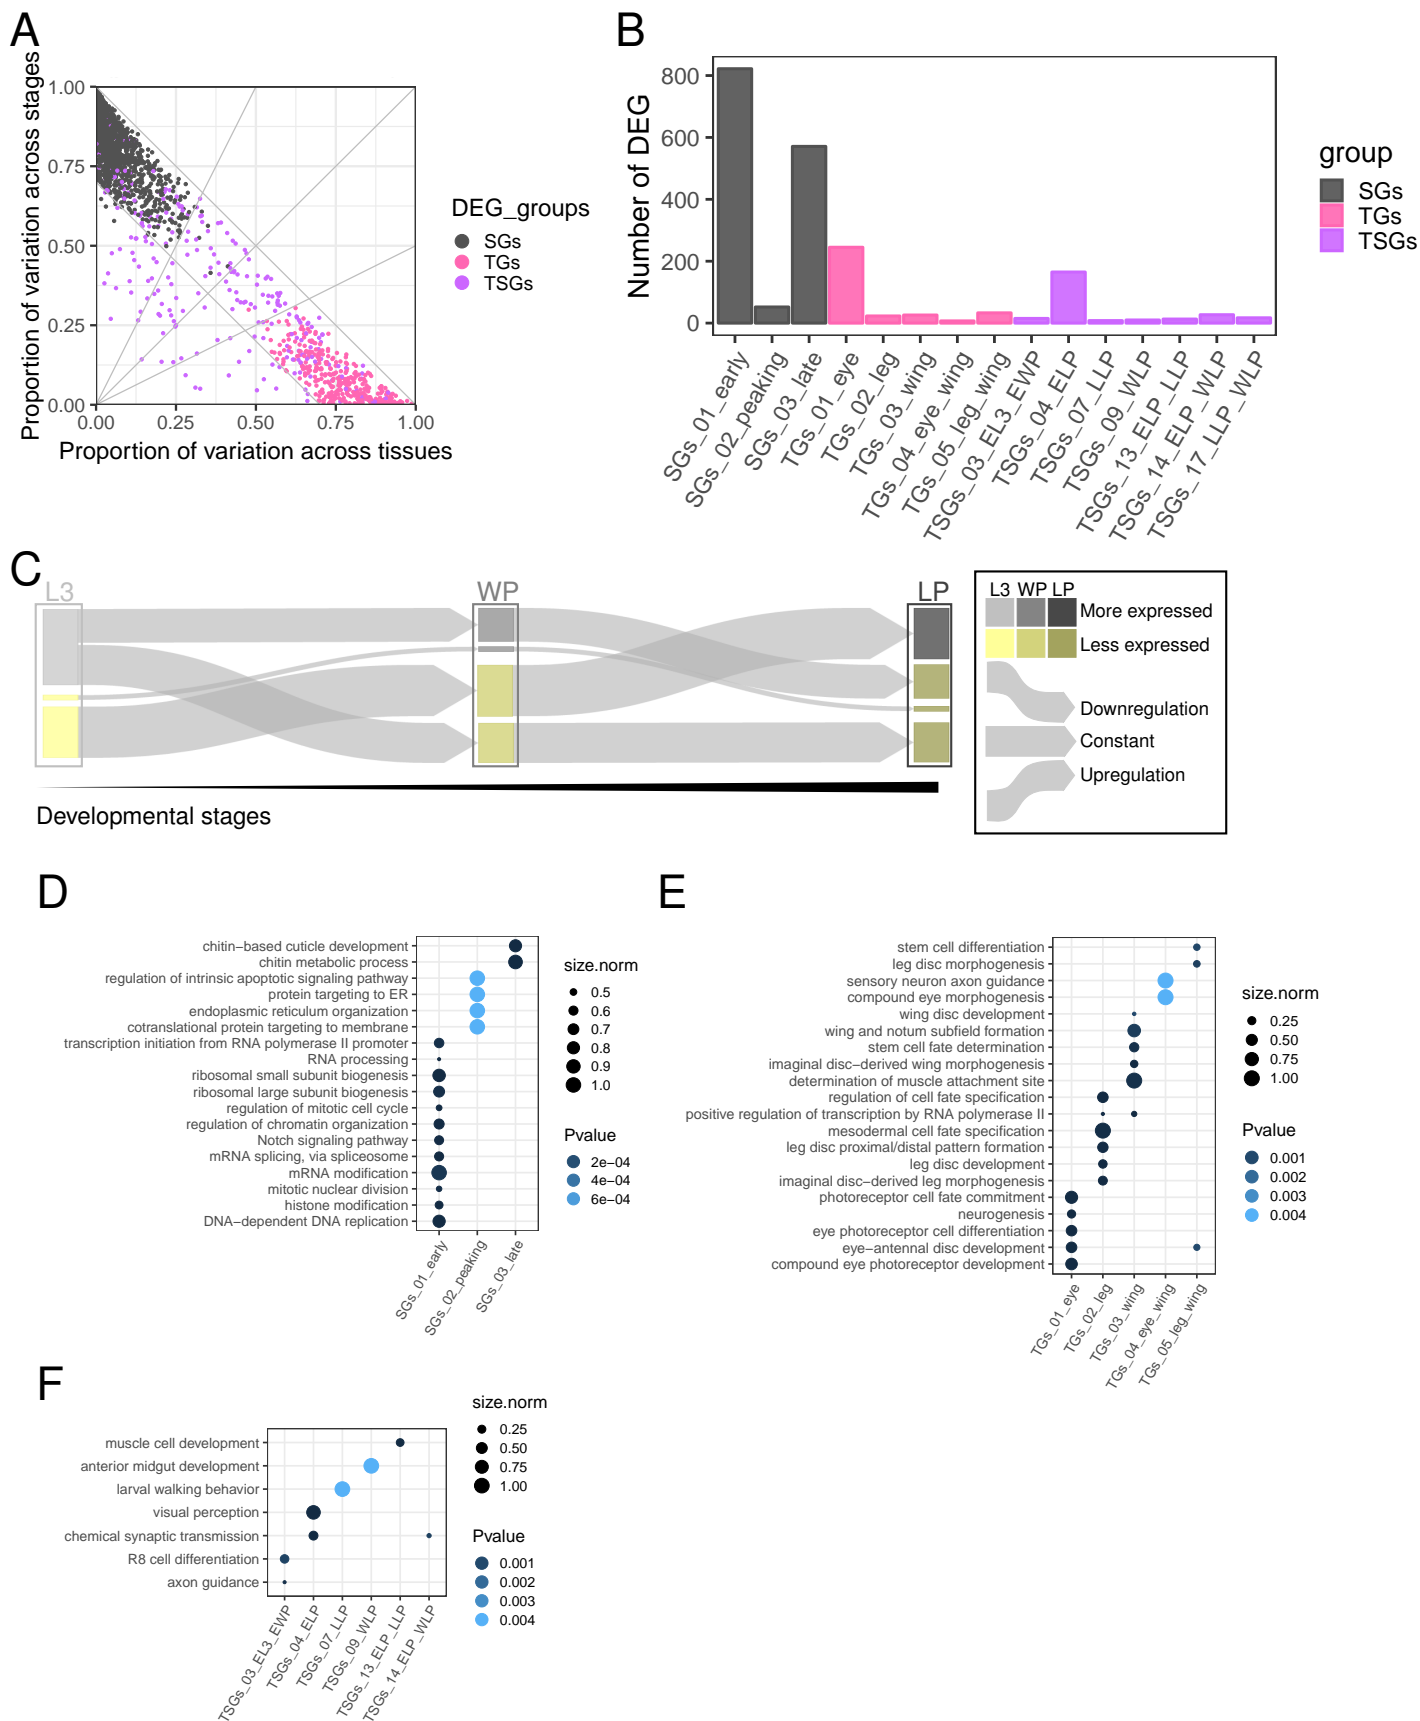 A
Proportion of variation across stages
1.00
0.75
0.50
0.25
0.00
0.00
0.25
0.50
0.75
1.00
Proportion of variation across tissues
DEG_groups
SGs
TGs
TSGs
B
Number of DEG
800
600
400
200
0
SGs_01_early
SGs_02_peaking
SGs_03_late
TGs_01_eye
TGs_02_leg
TGs_03_wing
TGs_04_eye_wing
TGs_05_leg_wing
TSGs_03_EL3_EWP
TSGs_04_ELP
TSGs_07_LLP
TSGs_09_WLP
TSGs_13_ELP_LLP
TSGs_14_ELP_WLP
TSGs_17_LLP_WLP
group
SGs
TGs
TSGs
C
L3
WP
LP
Developmental stages
L3 WP LP
More expressed
Less expressed
Downregulation
Constant
Upregulation
D
chitin−based cuticle development
chitin metabolic process
regulation of intrinsic apoptotic signaling pathway
protein targeting to ER
endoplasmic reticulum organization
cotranslational protein targeting to membrane
transcription initiation from RNA polymerase II promoter
RNA processing
ribosomal small subunit biogenesis
ribosomal large subunit biogenesis
regulation of mitotic cell cycle
regulation of chromatin organization
Notch signaling pathway
mRNA splicing, via spliceosome
mRNA modification
mitotic nuclear division
histone modification
DNA−dependent DNA replication
SGs_01_early
SGs_02_peaking
SGs_03_late
size.norm
0.5
0.6
0.7
0.8
0.9
1.0
Pvalue
2e−04
4e−04
6e−04
E
stem cell differentiation
leg disc morphogenesis
sensory neuron axon guidance
compound eye morphogenesis
wing disc development
wing and notum subfield formation
stem cell fate determination
imaginal disc−derived wing morphogenesis
determination of muscle attachment site
regulation of cell fate specification
positive regulation of transcription by RNA polymerase II
mesodermal cell fate specification
leg disc proximal/distal pattern formation
leg disc development
imaginal disc−derived leg morphogenesis
photoreceptor cell fate commitment
neurogenesis
eye photoreceptor cell differentiation
eye−antennal disc development
compound eye photoreceptor development
TGs_01_eye
TGs_02_leg
TGs_03_wing
TGs_04_eye_wing
TGs_05_leg_wing
size.norm
0.25
0.50
0.75
1.00
Pvalue
0.001
0.002
0.003
0.004
F
muscle cell development
anterior midgut development
larval walking behavior
visual perception
chemical synaptic transmission
R8 cell differentiation
axon guidance
TSGs_03_EL3_EWP
TSGs_04_ELP
TSGs_07_LLP
TSGs_09_WLP
TSGs_13_ELP_LLP
TSGs_14_ELP_WLP
size.norm
0.25
0.50
0.75
1.00
Pvalue
0.001
0.002
0.003
0.004